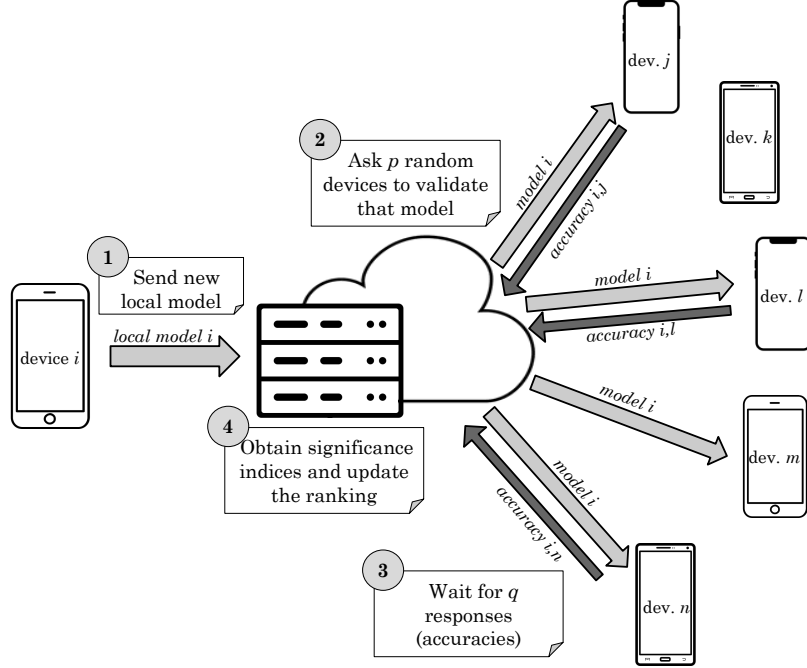 dev. j
2
Ask p random
devices to validate
that model
model i
accuracy i,j
dev. k
1
Send new
local model
model i
dev. l
accuracy i,l
device i
local model i
model i
4
Obtain significance
indices and update
the ranking
model i
accuracy i,n
dev. m
3
Wait for q
responses
(accuracies)
dev. n